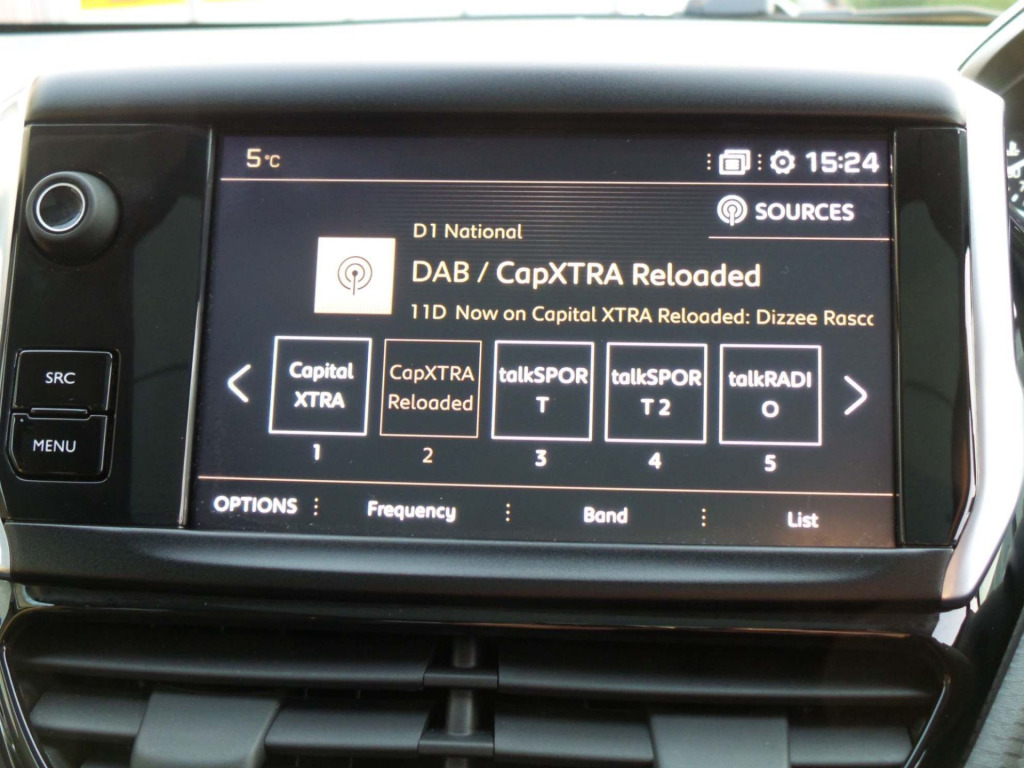 5°C 15:24
SOURCES
D1 National
DAB / CapXTRA Reloaded
11D Now on Capital XTRA Reloaded: Dizzee Rasc
Capital
XTRA
1
CapXTRA
Reloaded
2
talkSPOR
T
3
talkSPOR
T 2
4
talkRADI
O
5
OPTIONS Frequency Band List
SRC
MENU